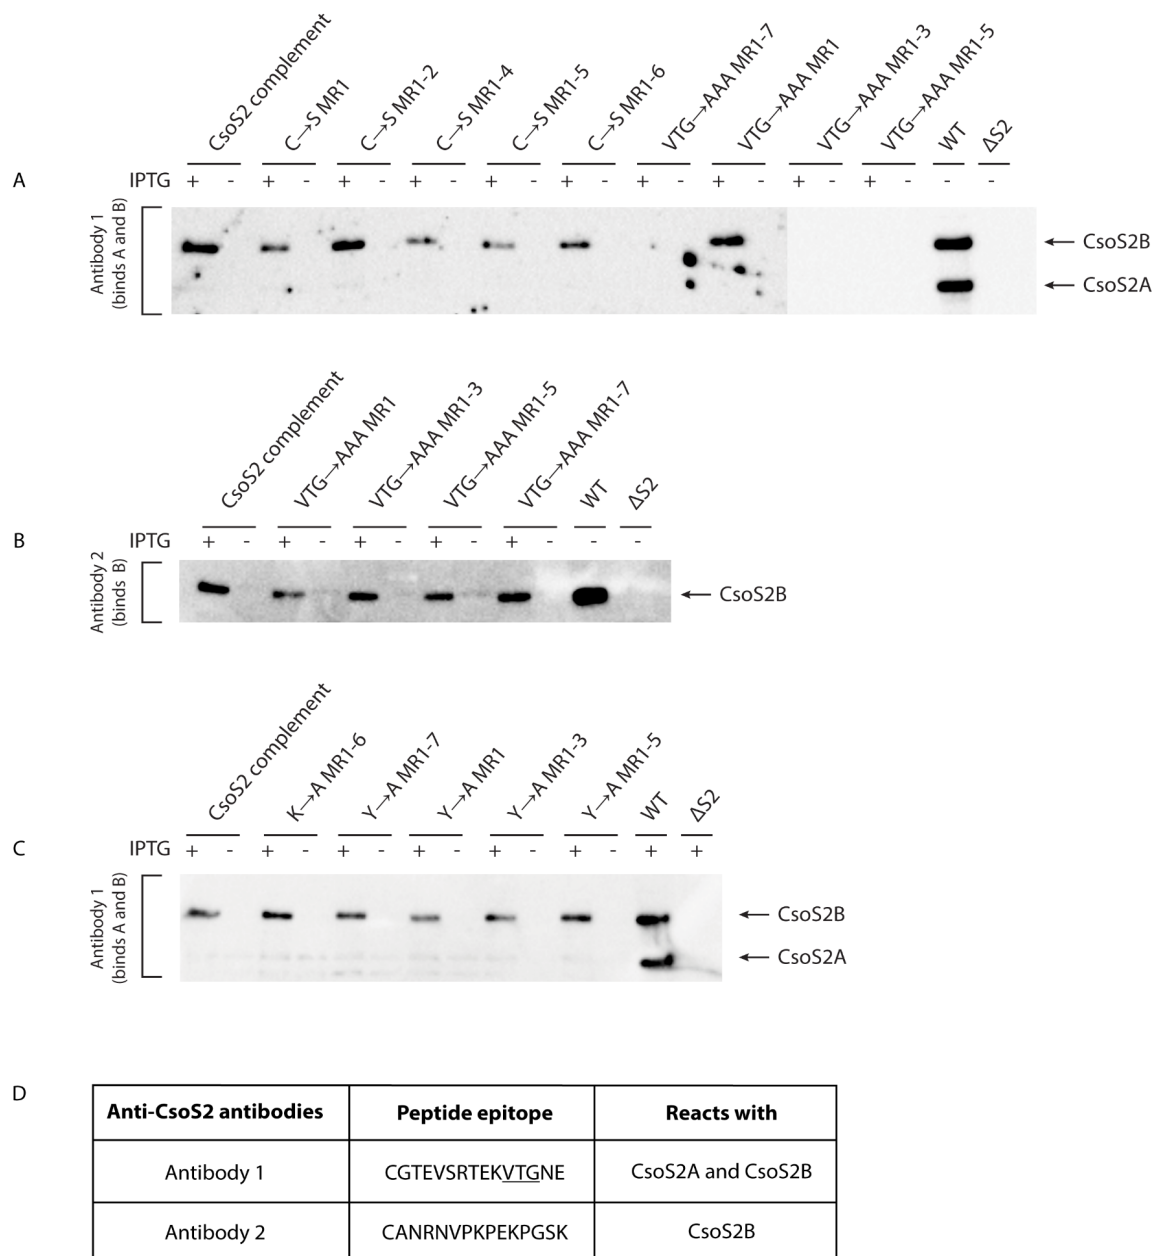 CsoS2 complement
C→S MR1
C→S MR1-2
C→S MR1-4
C→S MR1-5
C→S MR1-6
VTG→AAA MR1-7
VTG→AAA MR1
VTG→AAA MR1-3
VTG→AAA MR1-5
WT
ΔS2
A
IPTG + - + - + - + - + - + - + - + - + - + - - -
Antibody 1
(binds A and B)
CsoS2B
CsoS2A
CsoS2 complement
VTG→AAA MR1
VTG→AAA MR1-3
VTG→AAA MR1-5
VTG→AAA MR1-7
WT
ΔS2
B
IPTG + - + - + - + - + - - -
Antibody 2
(binds B)
← CsoS2B
CsoS2 complement
K→A MR1-6
Y→A MR1-7
Y→A MR1
Y→A MR1-3
Y→A MR1-5
WT
ΔS2
C
IPTG + - + - + - + - + - + - + +
Antibody 1
(binds A and B)
← CsoS2B
← CsoS2A
D
Anti-CsoS2 antibodies Peptide epitope Reacts with
Antibody 1 CGTEVSRTEKVTGNE CsoS2A and CsoS2B
Antibody 2 CANRNVPKPEKPGSK CsoS2B